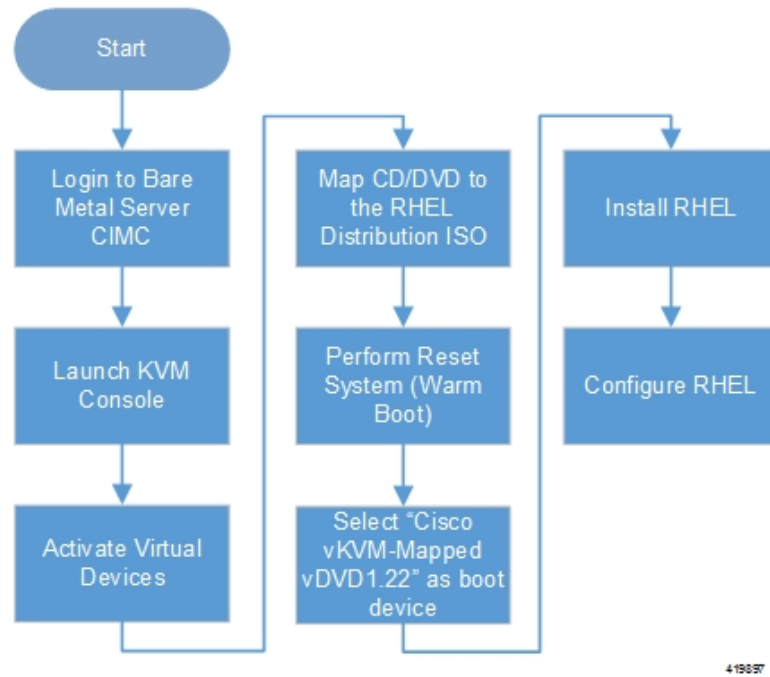 Start
Login to Bare
Metal Server
CIMC
Launch KVM
Console
Activate Virtual
Devices
Map CD/DVD to
the RHEL
Distribution ISO
Perform Reset
System (Warm
Boot)
Select “Cisco
vKVM-Mapped
vDVD1.22” as boot
device
Install RHEL
Configure RHEL
419897